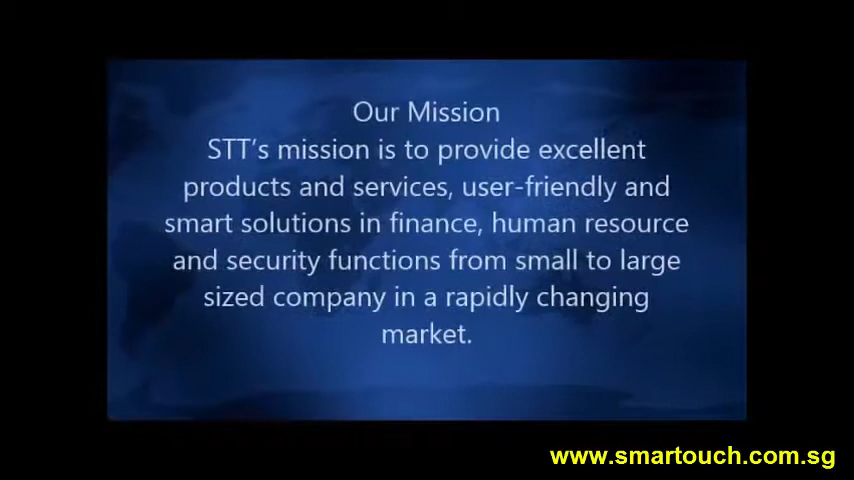 Our Mission
STT's mission is to provide excellent
products and services, user-friendly and
smart solutions in finance, human resource
and security functions from small to large
sized company in a rapidly changing
market.
www.smartouch.com.sg